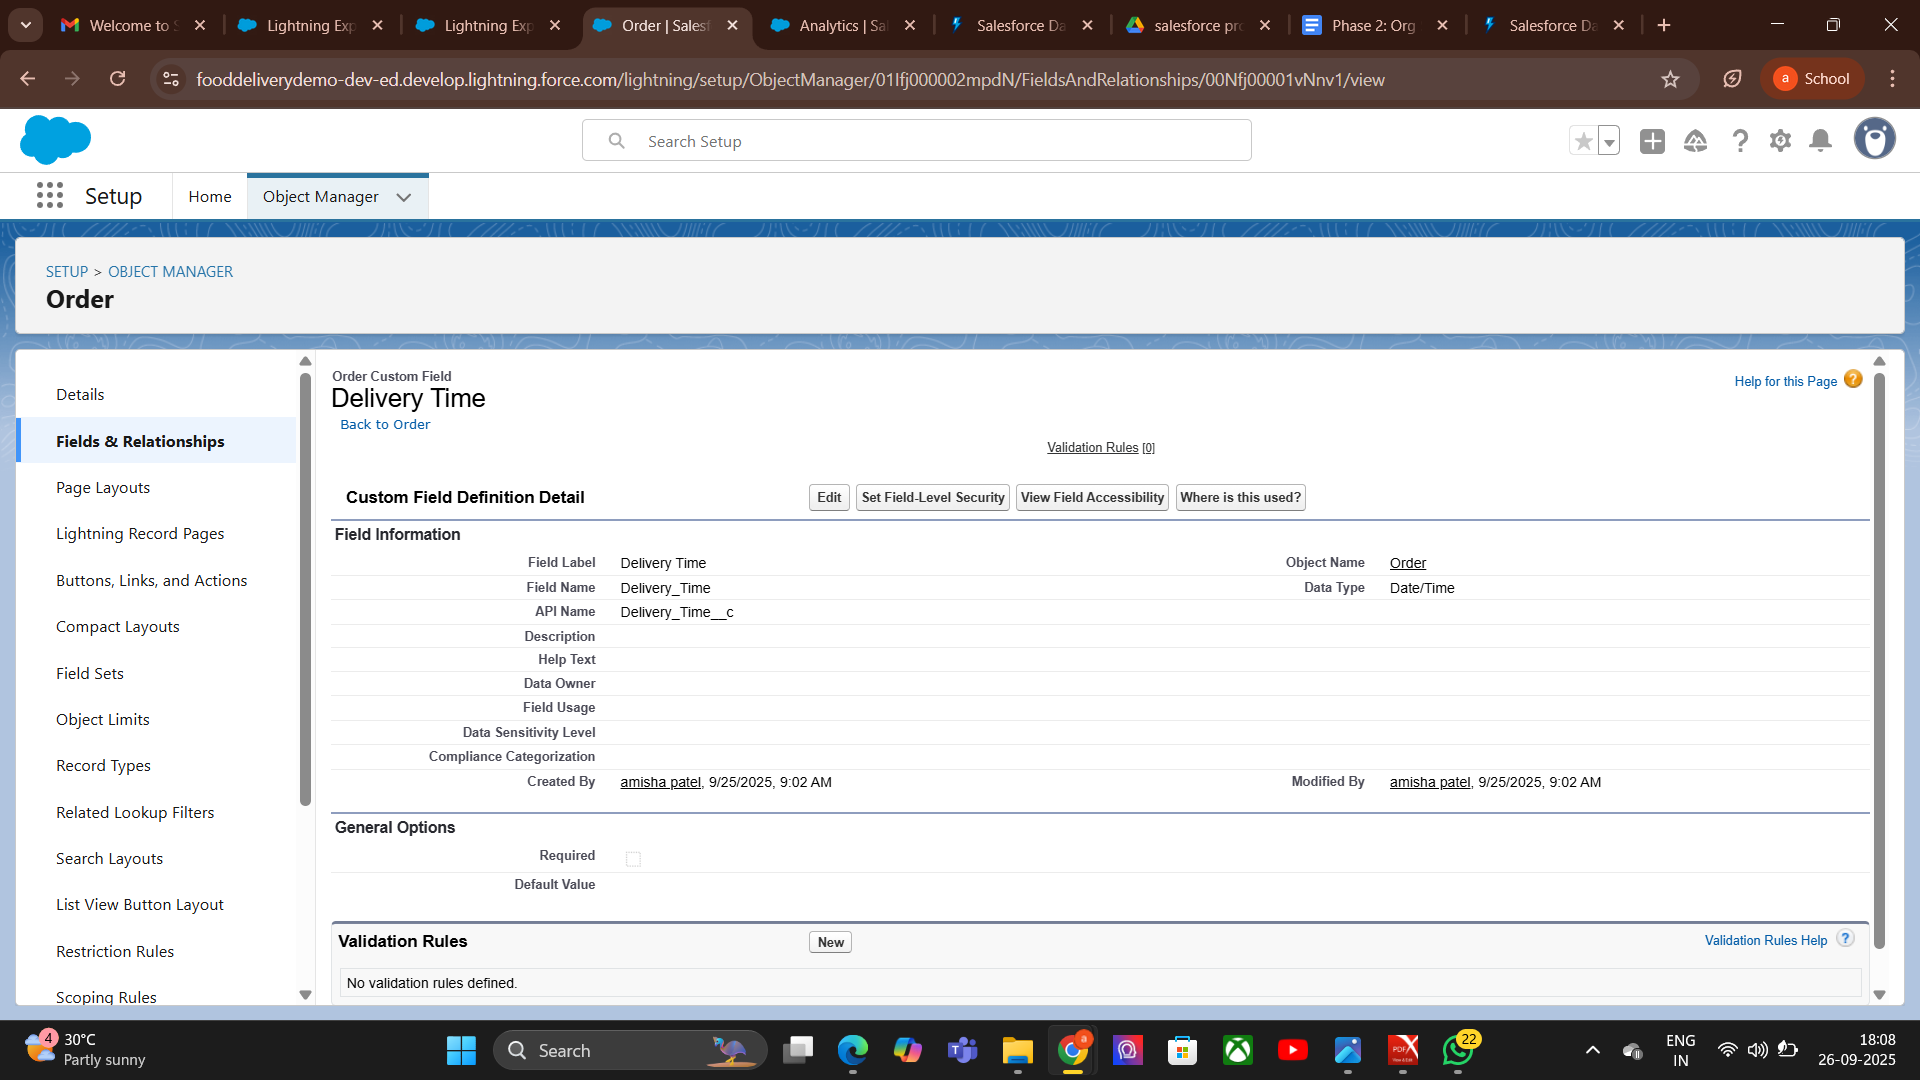 Welcome to S
Lightning Exp
Lightning Exp
Order | Salesf
Analytics | Sal
Salesforce Da
salesforce pro
Phase 2: Org
Salesforce Da
fooddeliverydemo-dev-ed.develop.lightning.force.com/lightning/setup/ObjectManager/01Ifj000002mpdN/FieldsAndRelationships/00Nfj00001vNnv1/view
a School
Search Setup
Setup
Home
Object Manager
SETUP > OBJECT MANAGER
Order
Details
Fields & Relationships
Page Layouts
Lightning Record Pages
Buttons, Links, and Actions
Compact Layouts
Field Sets
Object Limits
Record Types
Related Lookup Filters
Search Layouts
List View Button Layout
Restriction Rules
Scoping Rules
Order Custom Field
Delivery Time
Help for this Page ?
Back to Order
Validation Rules [0]
Custom Field Definition Detail
Edit
Set Field-Level Security
View Field Accessibility
Where is this used?
Field Information
Field Label Delivery Time Object Name Order
Field Name Delivery_Time Data Type Date/Time
API Name Delivery_Time__c
Description
Help Text
Data Owner
Field Usage
Data Sensitivity Level
Compliance Categorization
Created By amisha patel, 9/25/2025, 9:02 AM Modified By amisha patel, 9/25/2025, 9:02 AM
General Options
Required
Default Value
Validation Rules
New
Validation Rules Help ?
No validation rules defined.
4
30°C
Partly sunny
Search
a
PDF
22
ENG
IN
18:08
26-09-2025